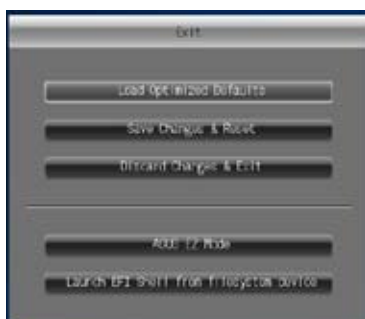 Exit
Load Optimized Defaults
Save Changes & Reset
Discard Changes & Exit
ASUS EZ Mode
Launch EFI Shell from filesystem device